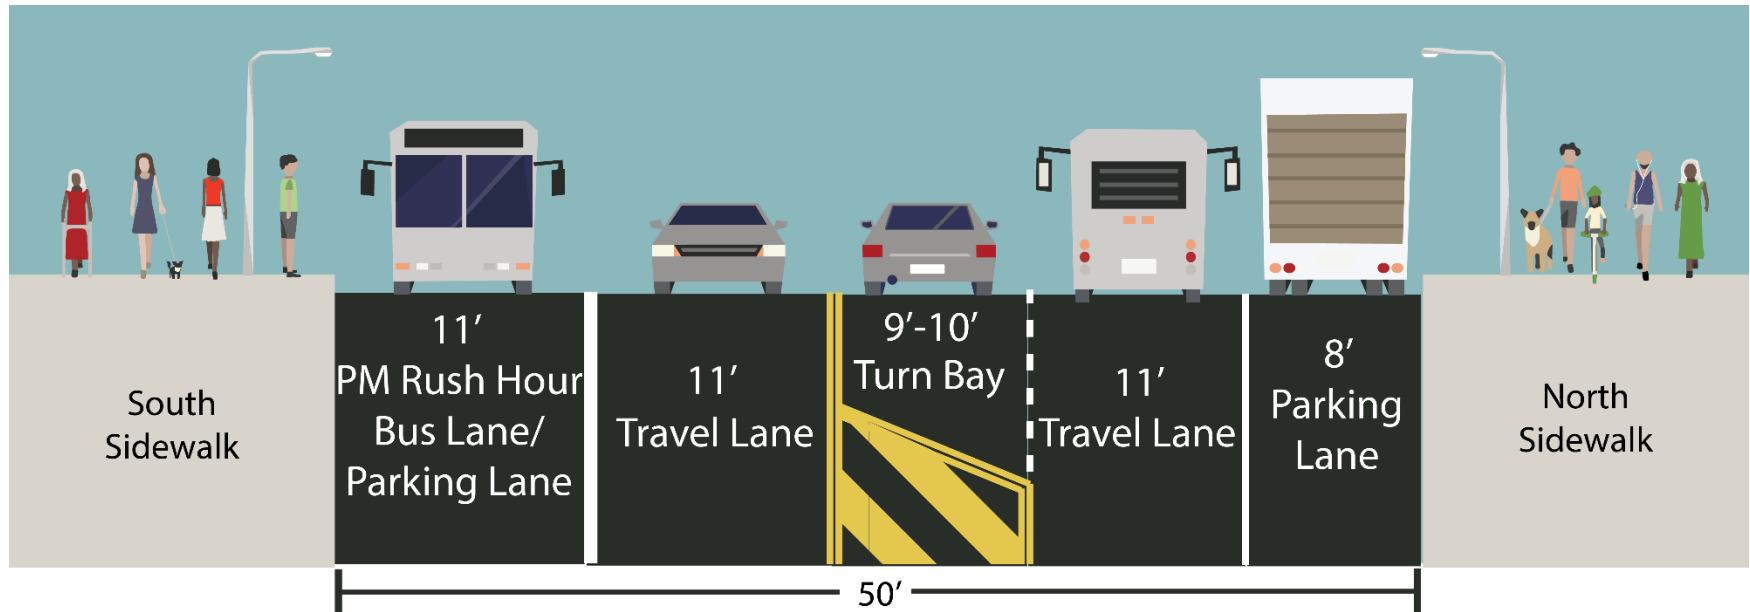 South
Sidewalk
11’
PM Rush Hour
Bus Lane/
Parking Lane
11’
Travel Lane
9’-10’
Turn Bay
11’
Travel Lane
8’
Parking
Lane
North
Sidewalk
50’